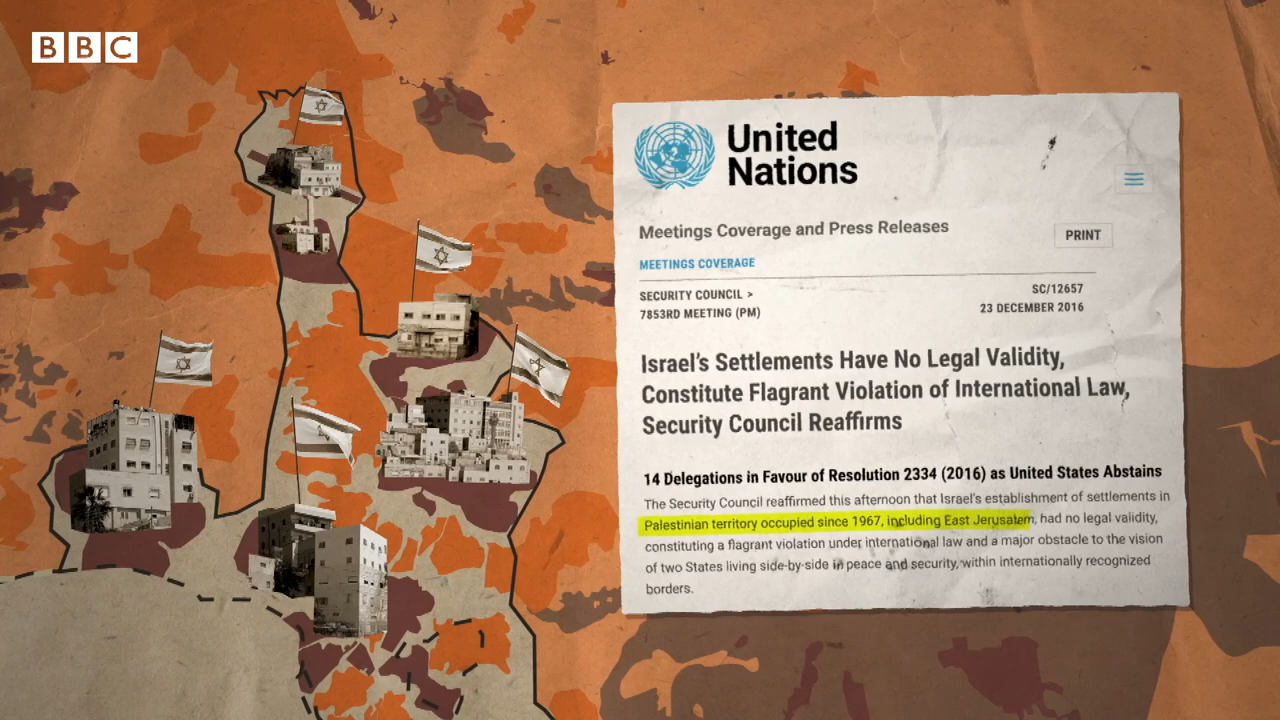 BBC
United
Nations
Meetings Coverage and Press Releases
PRINT
MEETINGS COVERAGE
SECURITY COUNCIL >
SC/12657
7853RD MEETING (PM)
23 DECEMBER 2016
Israel's Settlements Have No Legal Validity,
Constitute Flagrant Violation of International Law,
Security Council Reaffirms
14 Delegations in Favour of Resolution 2334 (2016) as United States Abstains
The Security Council reaffirmed this afternoon that Israel's establishment of settlements in
Palestinian territory occupied since 1967, including East Jerusalem, had no legal validity,
constituting a flagrant violation under international law and a major obstacle to the vision
of two States living side-by-side in peace and security, within internationally recognized
borders.